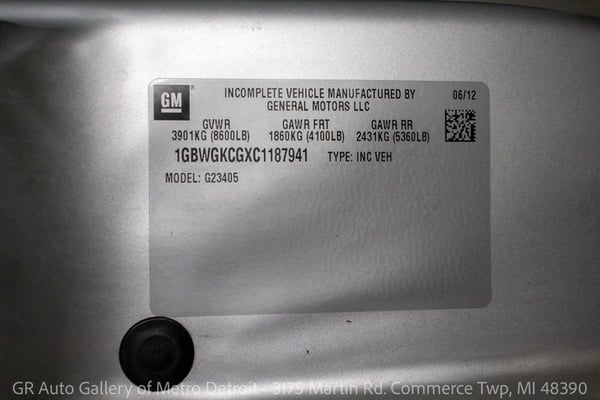 GM
INCOMPLETE VEHICLE MANUFACTURED BY
GENERAL MOTORS LLC
06/12
GVWR GAWR FRT GAWR RR
3901KG (8600LB) 1860KG (4100LB) 2431KG (5360LB)
1GBWGKCGXC1187941 TYPE: INC VEH
MODEL: G23405
GR Auto Gallery of Metro Detroit - 3175 Martin Rd. Commerce Twp, MI 48390